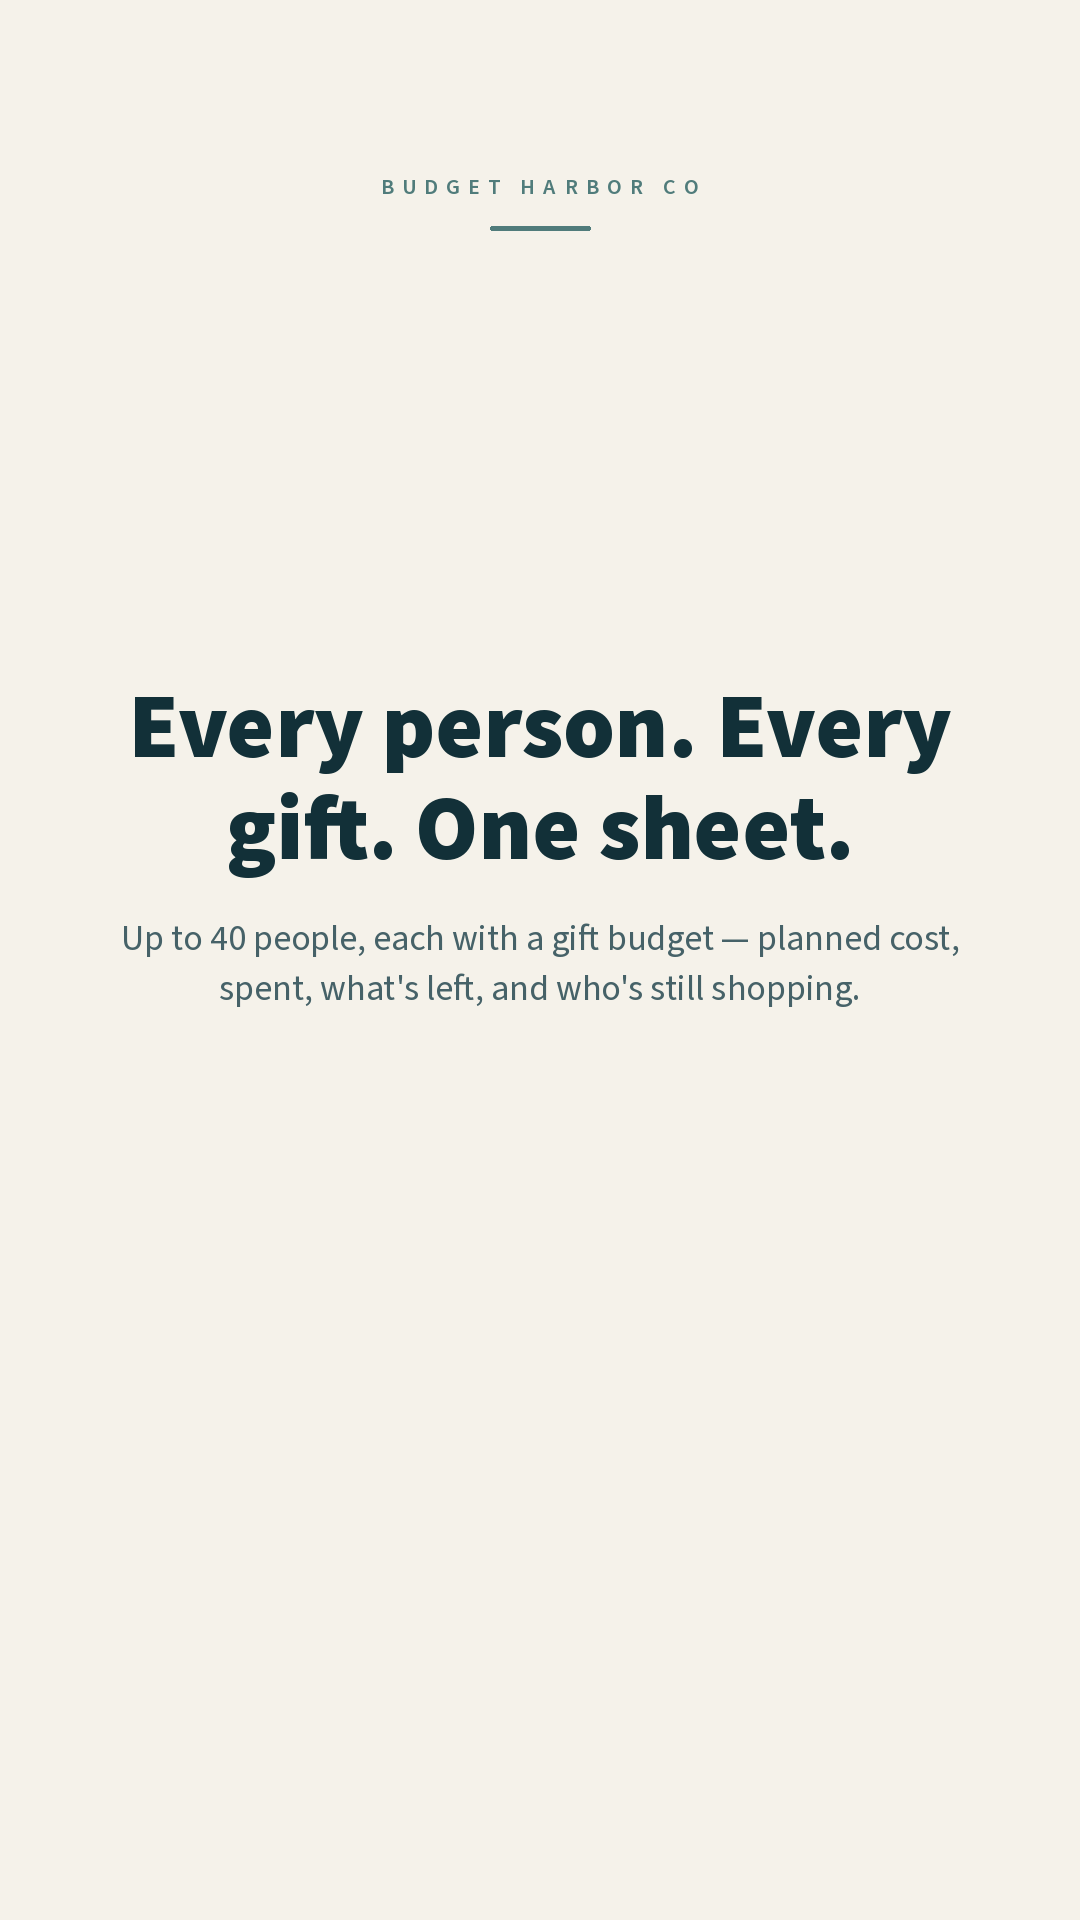 BUDGET HARBOR CO
Every person. Every
gift. One sheet.
Up to 40 people, each with a gift budget — planned cost,
spent, what's left, and who's still shopping.